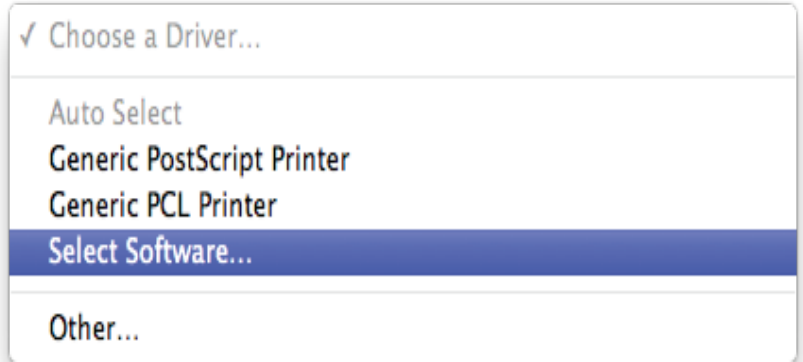 ✓ Choose a Driver...
Auto Select
Generic PostScript Printer
Generic PCL Printer
Select Software...
Other...